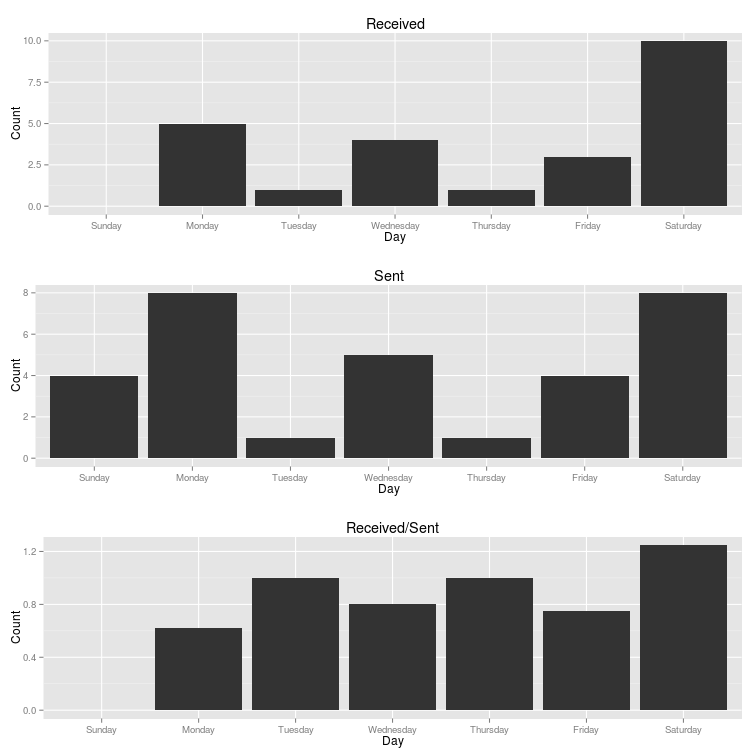 Received
10.0
7.5
5.0
2.5
0.0
Count
Sunday Monday Tuesday Wednesday Thursday Friday Saturday
Day
Sent
8
6
4
2
0
Count
Sunday Monday Tuesday Wednesday Thursday Friday Saturday
Day
Received/Sent
1.2
0.8
0.4
0.0
Count
Sunday Monday Tuesday Wednesday Thursday Friday Saturday
Day